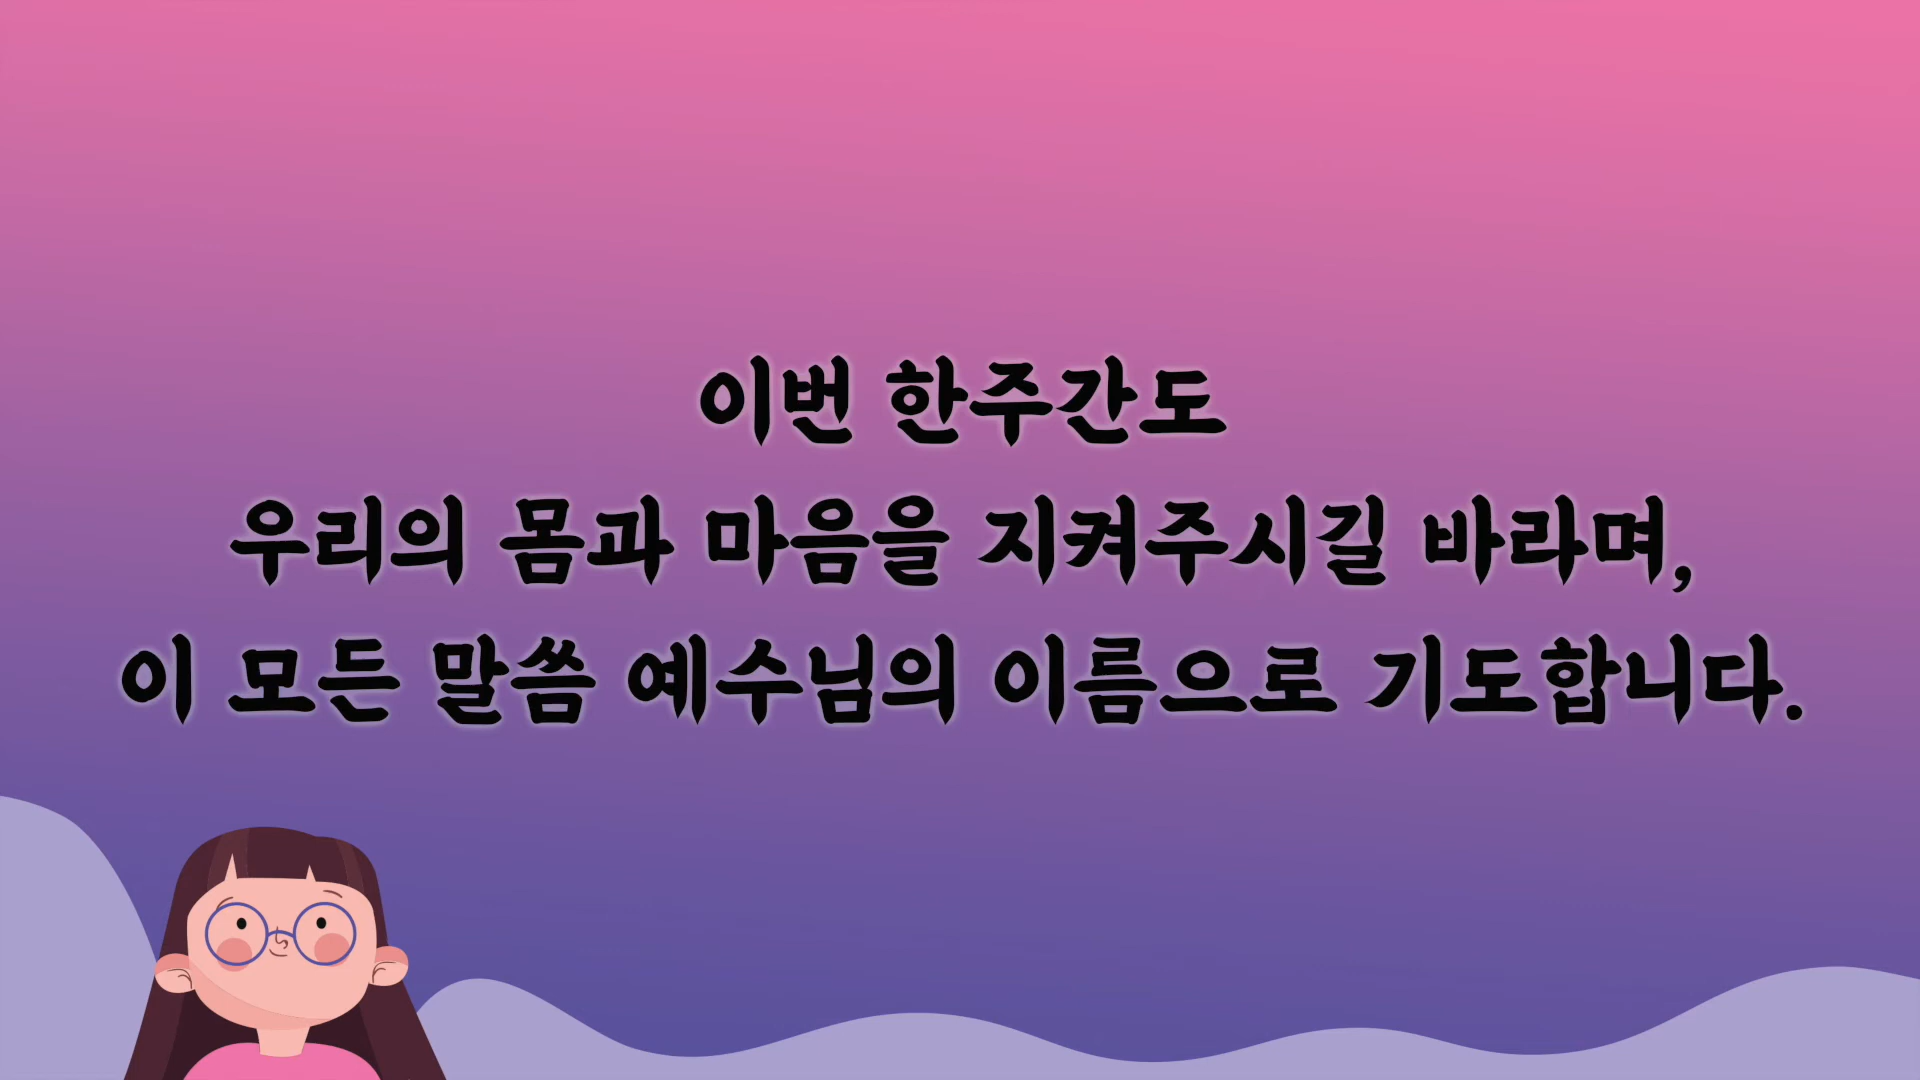 이번 한주간도
우리의 몸과 마음을 지켜주시길 바라며,
이 모든 말씀 예수님의 이름으로 기도합니다.